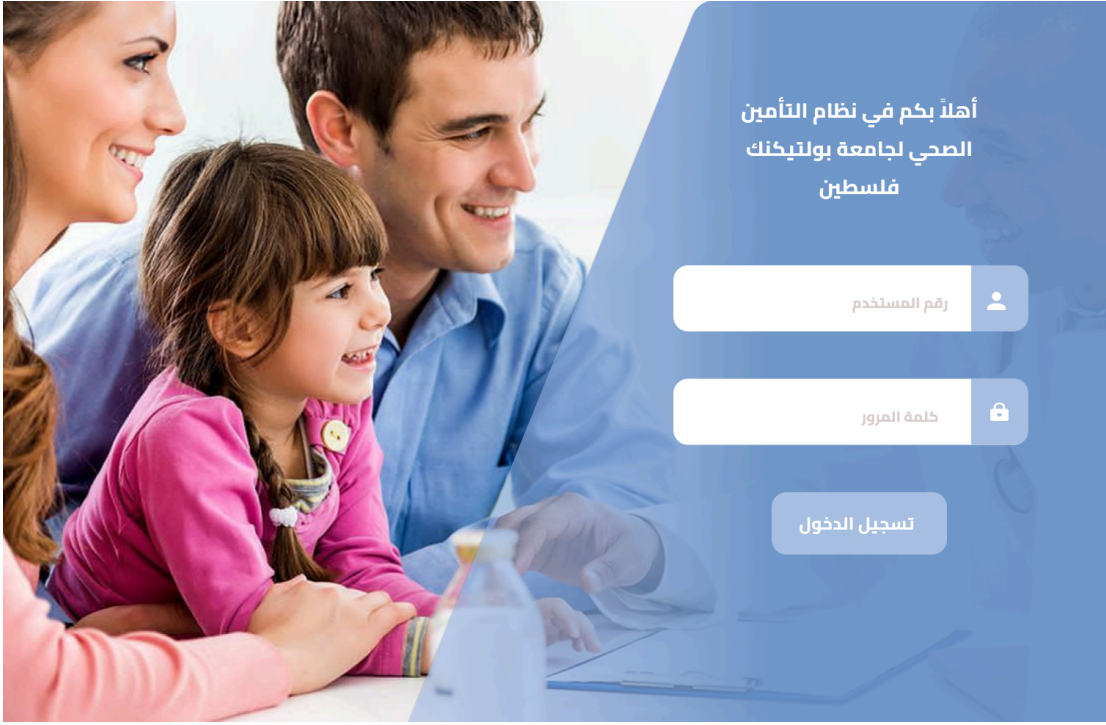 أهلاً بكم في نظام التأمين
الصحي لجامعة بولتيكنك
فلسطين
رقم المستخدم
كلمة المرور
تسجيل الدخول